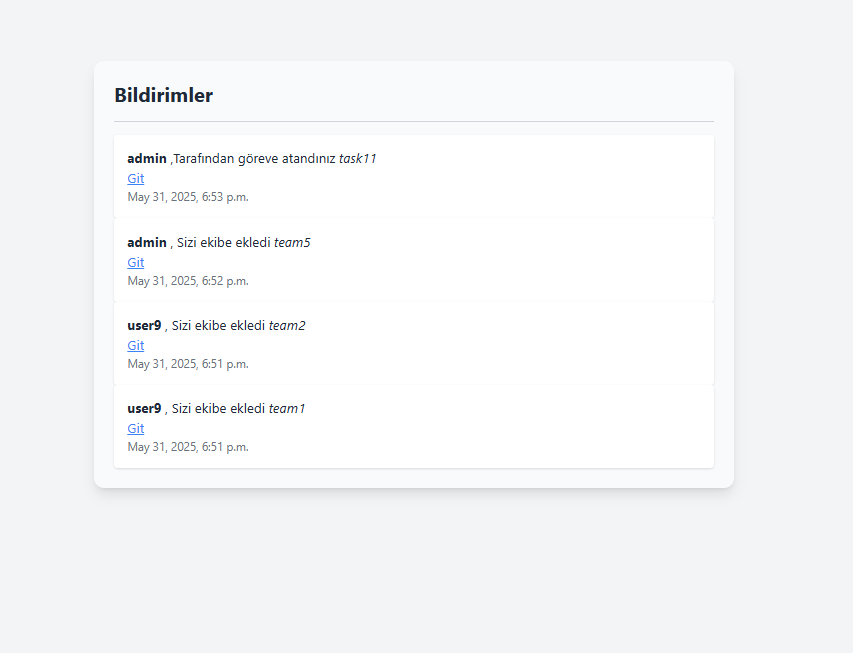 Bildirimler
admin ,Tarafından göreve atandınız task11
Git
May 31, 2025, 6:53 p.m.
admin , Sizi ekibe ekledi team5
Git
May 31, 2025, 6:52 p.m.
user9 , Sizi ekibe ekledi team2
Git
May 31, 2025, 6:51 p.m.
user9 , Sizi ekibe ekledi team1
Git
May 31, 2025, 6:51 p.m.